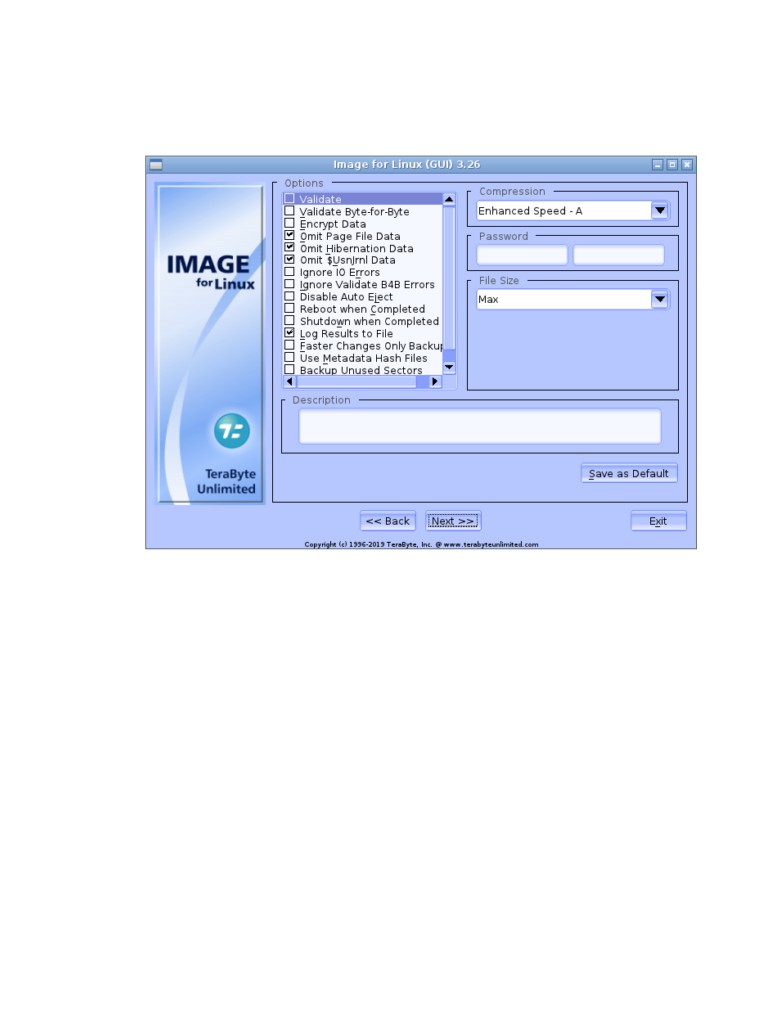 Image for Linux (GUI) 3.26
IMAGE
for Linux
TeraByte
Unlimited
Options
Validate
Validate Byte-for-Byte
Encrypt Data
Omit Page File Data
Omit Hibernation Data
Omit $UsnJrnl Data
Ignore IO Errors
Ignore Validate B4B Errors
Disable Auto Eject
Reboot when Completed
Shutdown when Completed
Log Results to File
Faster Changes Only Backup
Use Metadata Hash Files
Backup Unused Sectors
Compression
Enhanced Speed - A
Password
File Size
Max
Description
Save as Default
<< Back
Next >>
Exit
Copyright (c) 1996-2019 TeraByte, Inc. @ www.terabyteunlimited.com